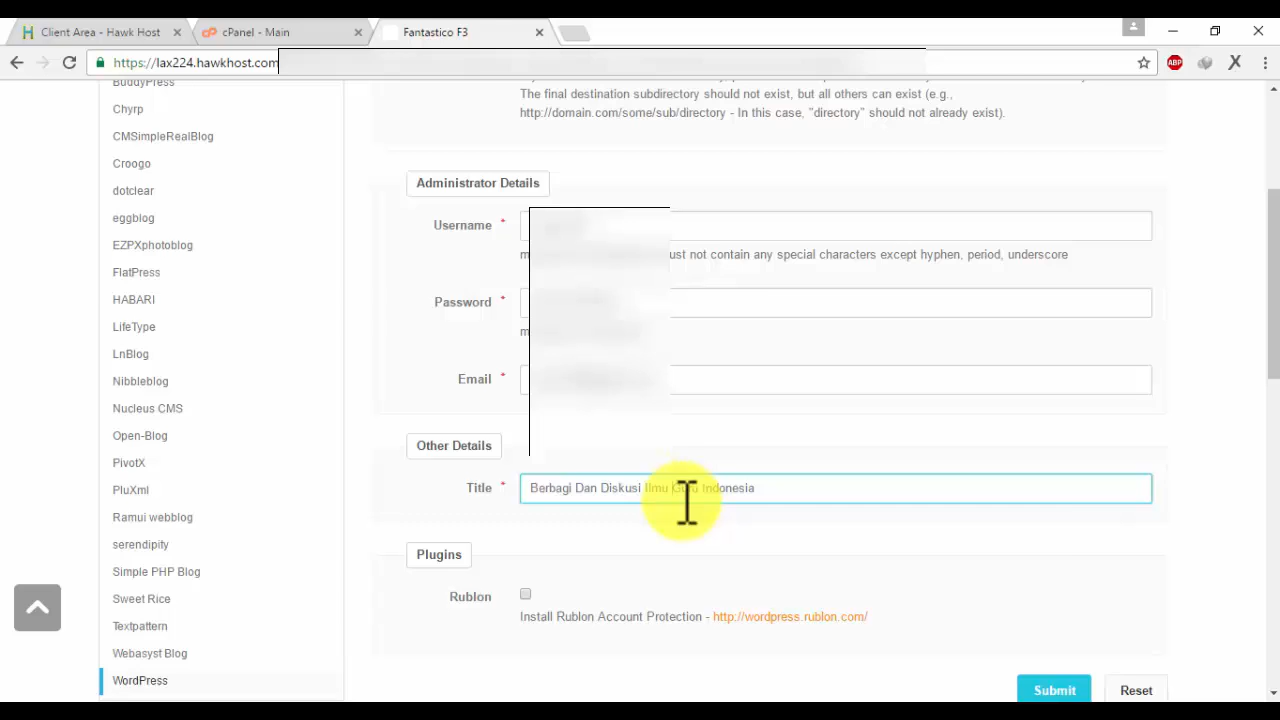 Client Area - Hawk Host
cPanel - Main
Fantastico F3
https://lax224.hawkhost.com
ABP
X
BuddyPress
Chyrp
CMSimpleRealBlog
Croogo
dotclear
eggblog
EZPXphotoblog
FlatPress
HABARI
LifeType
LnBlog
Nibbleblog
Nucleus CMS
Open-Blog
PivotX
PluXml
Ramui webblog
serendipity
Simple PHP Blog
Sweet Rice
Textpattern
Webasyst Blog
WordPress
The final destination subdirectory should not exist, but all others can exist (e.g.,
http://domain.com/some/sub/directory - In this case, "directory" should not already exist).
Administrator Details
Username *
ust not contain any special characters except hyphen, period, underscore
Password *
Email *
Other Details
Title *
Berbagi Dan Diskusi Ilmu Guru Indonesia
Plugins
Rublon
Install Rublon Account Protection - http://wordpress.rublon.com/
Submit
Reset